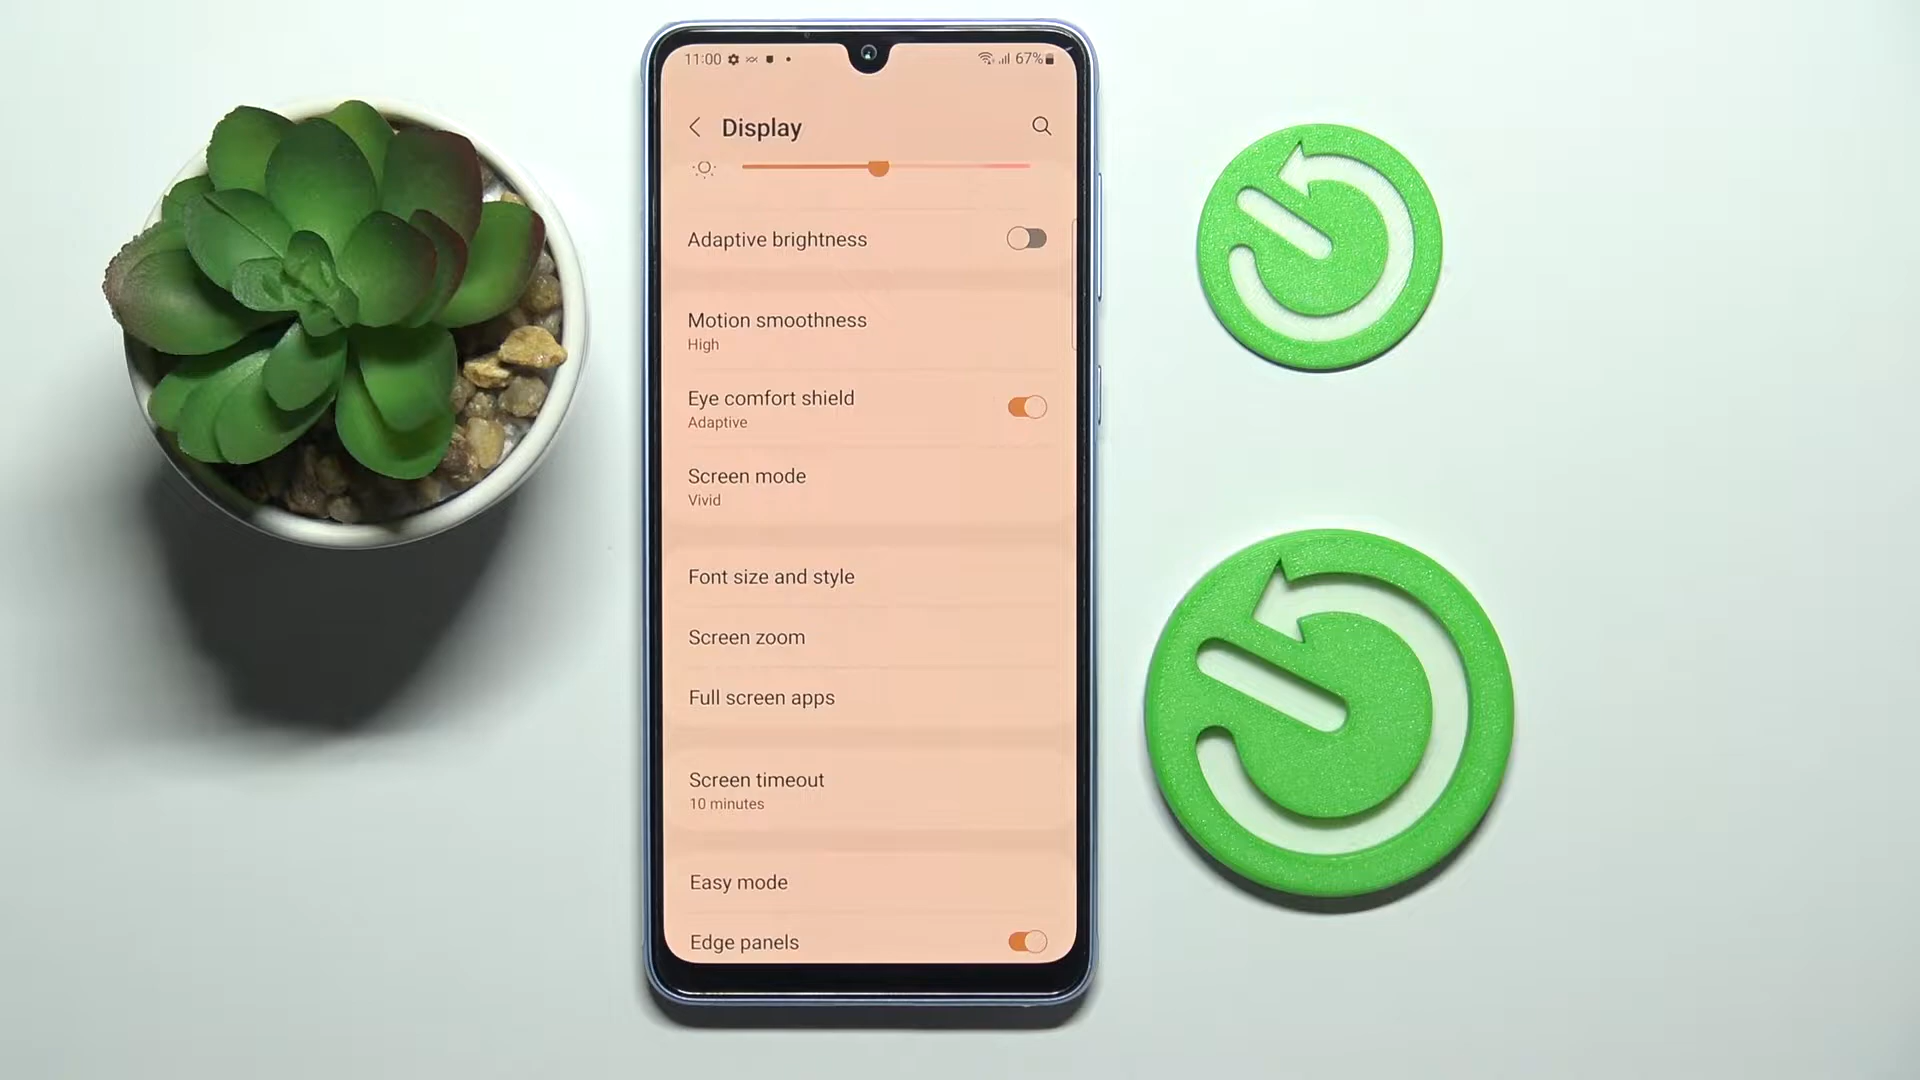 11:00 67%
Display
Adaptive brightness
Motion smoothness
High
Eye comfort shield
Adaptive
Screen mode
Vivid
Font size and style
Screen zoom
Full screen apps
Screen timeout
10 minutes
Easy mode
Edge panels